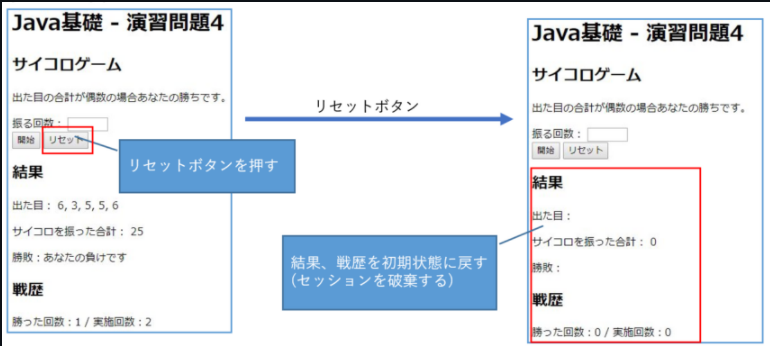 Java基礎 - 演習問題4
サイコロゲーム
出た目の合計が偶数の場合あなたの勝ちです。
振る回数：
開始 リセット
結果
出た目： 6, 3, 5, 5, 6
サイコロを振った合計： 25
勝敗：あなたの負けです
戦歴
勝った回数：1 / 実施回数：2
リセットボタンを押す
リセットボタン
Java基礎 - 演習問題4
サイコロゲーム
出た目の合計が偶数の場合あなたの勝ちです。
振る回数：
開始 リセット
結果
出た目：
サイコロを振った合計： 0
勝敗：
戦歴
勝った回数：0 / 実施回数：0
結果、戦歴を初期状態に戻す
(セッションを破棄する)